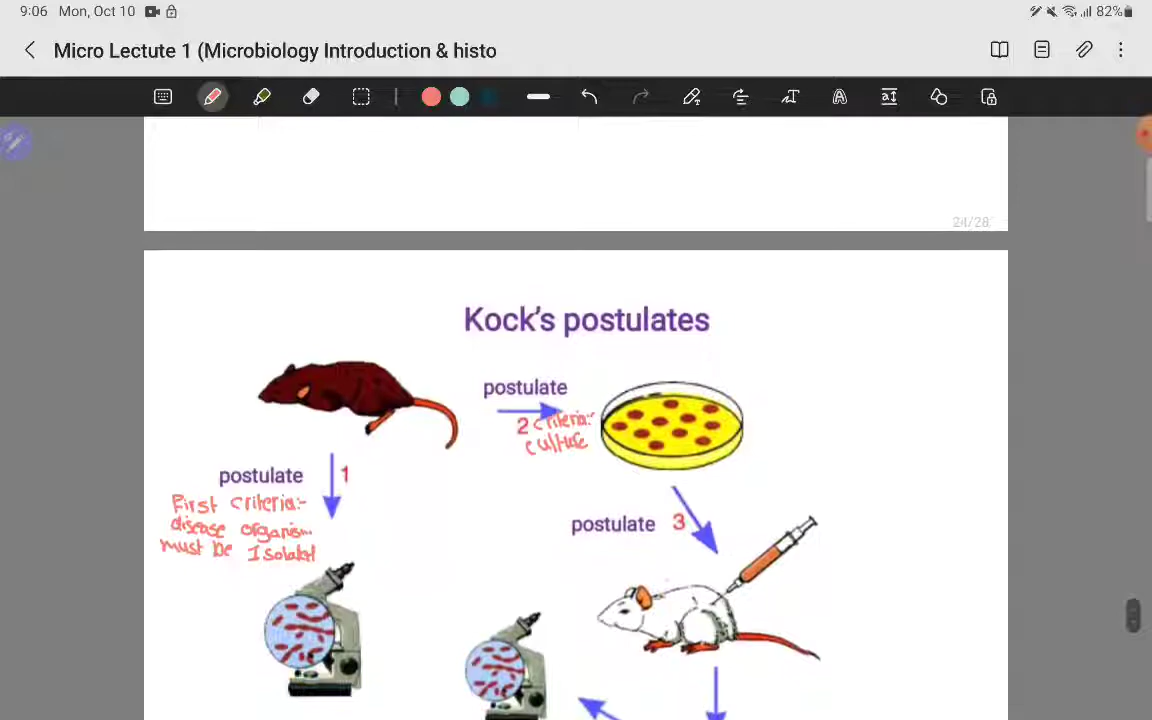 9:06 Mon, Oct 10
82%
Micro Lectute 1 (Microbiology Introduction & histo
24/28
Kock's postulates
postulate
2 criteria:-
culture
postulate 1
First criteria:-
disease organism
must be Isolated
postulate 3